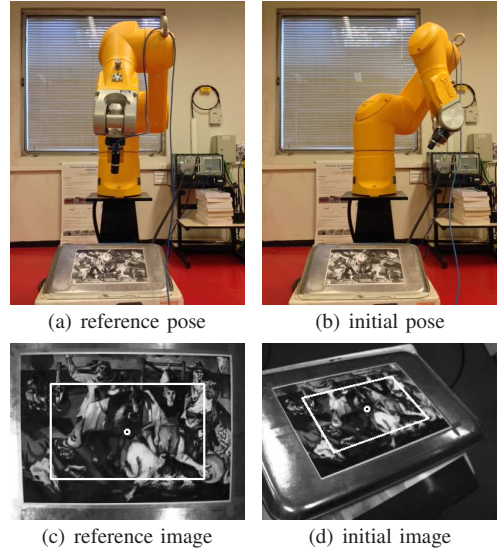 (a) reference pose
(b) initial pose
(c) reference image
(d) initial image